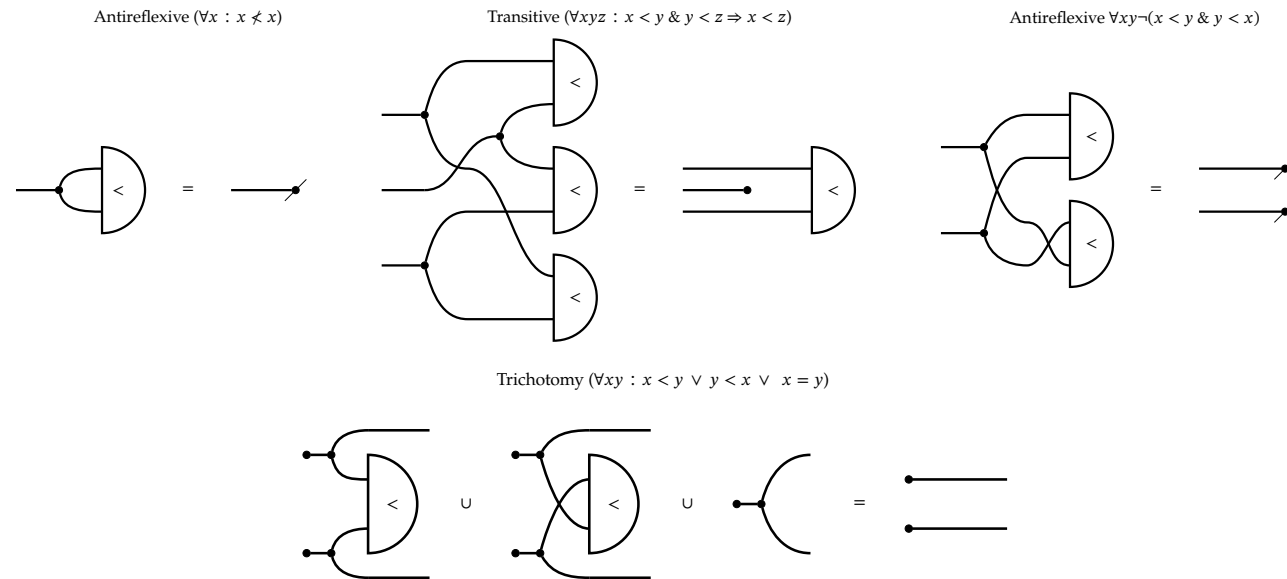 Antireflexive (∀x : x ≮ x)
Transitive (∀xyz : x < y & y < z ⇒ x < z)
Antireflexive ∀xy¬(x < y & y < x)
<
<
<
=
<
=
<
<
<
=
<
Trichotomy (∀xy : x < y ∨ y < x ∨ x = y)
< ∪ < ∪ =